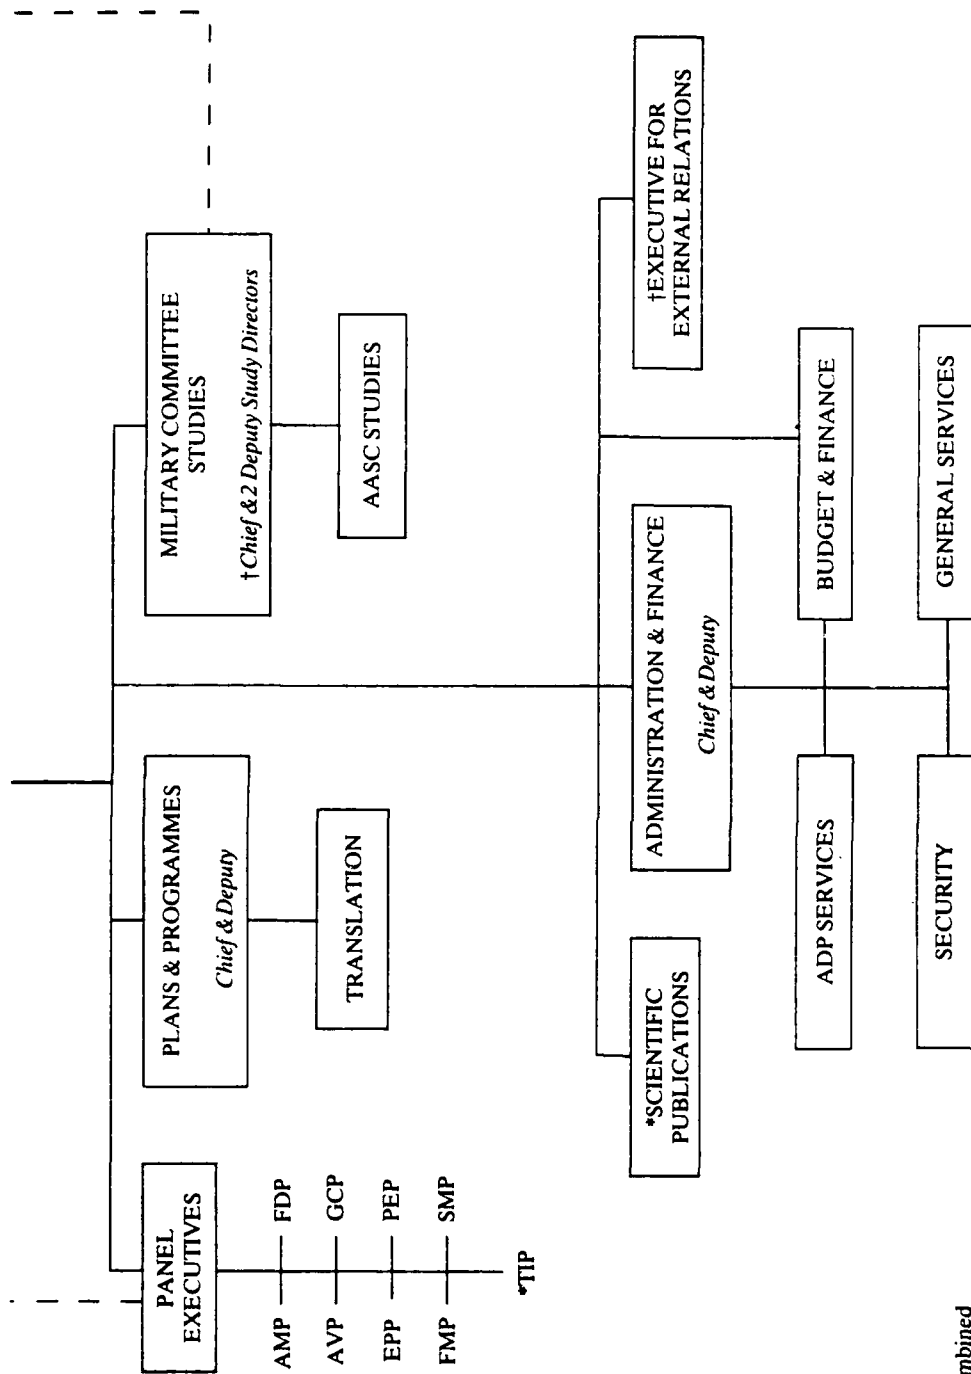 PANEL
EXECUTIVES
AMP FDP
AVP GCP
EPP PEP
FMP SMP
*TIP
PLANS & PROGRAMMES
Chief & Deputy
TRANSLATION
MILITARY COMMITTEE
STUDIES
†Chief & 2 Deputy Study Directors
AASC STUDIES
*SCIENTIFIC
PUBLICATIONS
ADMINISTRATION & FINANCE
Chief & Deputy
†EXECUTIVE FOR
EXTERNAL RELATIONS
ADP SERVICES
BUDGET & FINANCE
SECURITY
GENERAL SERVICES
mbined